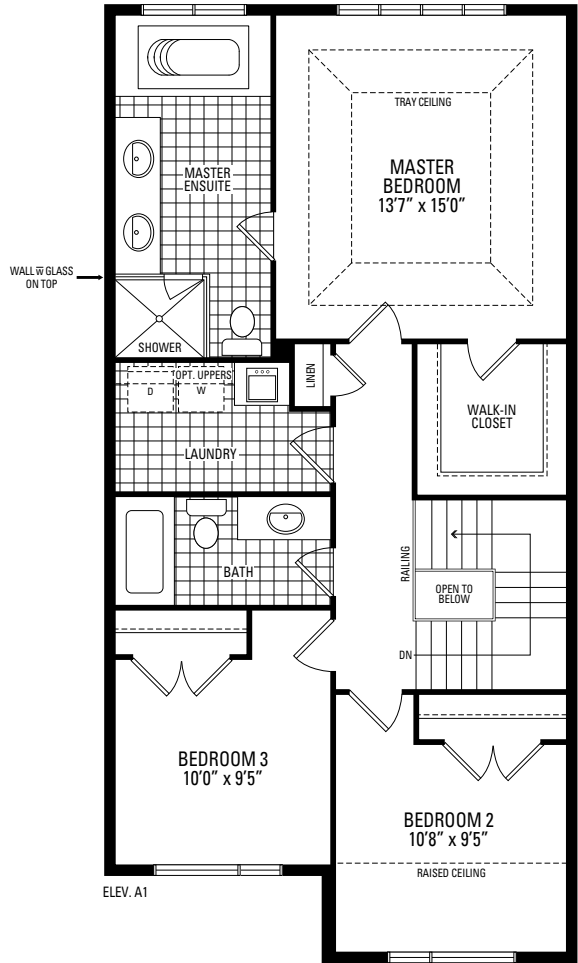 TRAY CEILING
MASTER
BEDROOM
13'7" x 15'0"
MASTER
ENSUITE
WALL w̅ GLASS
ON TOP
SHOWER
OPT. UPPERS
D
W
LINEN
WALK-IN
CLOSET
LAUNDRY
BATH
RAILING
OPEN TO
BELOW
DN
BEDROOM 3
10'0" x 9'5"
BEDROOM 2
10'8" x 9'5"
RAISED CEILING
ELEV. A1